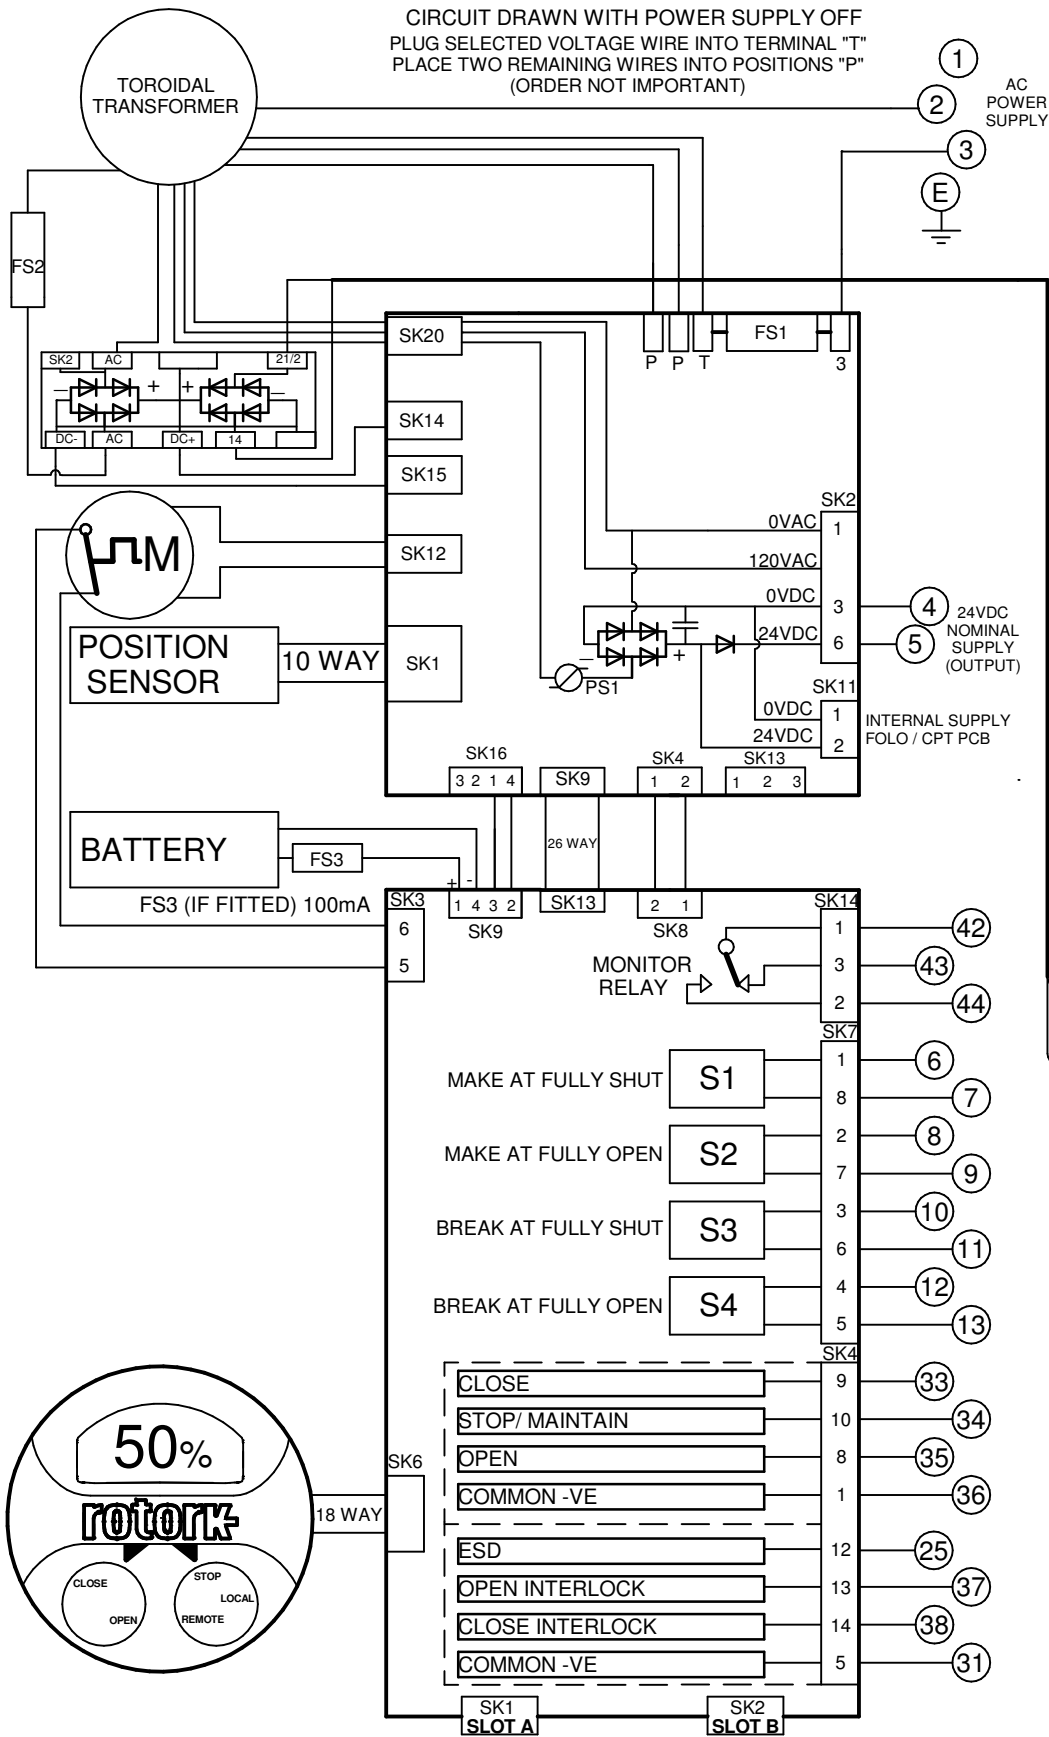 CIRCUIT DRAWN WITH POWER SUPPLY OFF
PLUG SELECTED VOLTAGE WIRE INTO TERMINAL "T"
PLACE TWO REMAINING WIRES INTO POSITIONS "P"
(ORDER NOT IMPORTANT)
TOROIDAL
TRANSFORMER
1
2
3
E
AC
POWER
SUPPLY
FS2
SK20
P P T
FS1
3
SK2 AC 21/2
− + + −
DC- AC DC+ 14
SK14
SK15
SK12
M
SK2
0VAC 1
120VAC
0VDC 3 4
24VDC 6 5
24VDC
NOMINAL
SUPPLY
(OUTPUT)
− +
PS1
POSITION
SENSOR
10 WAY
SK1
SK11
0VDC 1
24VDC 2
INTERNAL SUPPLY
FOLO / CPT PCB
SK16
3 2 1 4
SK9
SK4
1 2
SK13
1 2 3
BATTERY
FS3
26 WAY
FS3 (IF FITTED) 100mA
+ -
SK3
6
5
1 4 3 2
SK9
SK13
2 1
SK8
SK14
MONITOR
RELAY
1 42
3 43
2 44
SK7
MAKE AT FULLY SHUT S1
1 6
8 7
MAKE AT FULLY OPEN S2
2 8
7 9
BREAK AT FULLY SHUT S3
3 10
6 11
BREAK AT FULLY OPEN S4
4 12
5 13
SK4
CLOSE 9 33
STOP/ MAINTAIN 10 34
OPEN 8 35
COMMON -VE 1 36
ESD 12 25
OPEN INTERLOCK 13 37
CLOSE INTERLOCK 14 38
COMMON -VE 5 31
50%
rotork
CLOSE
OPEN
STOP
LOCAL
REMOTE
18 WAY
SK6
SK1
SLOT A
SK2
SLOT B